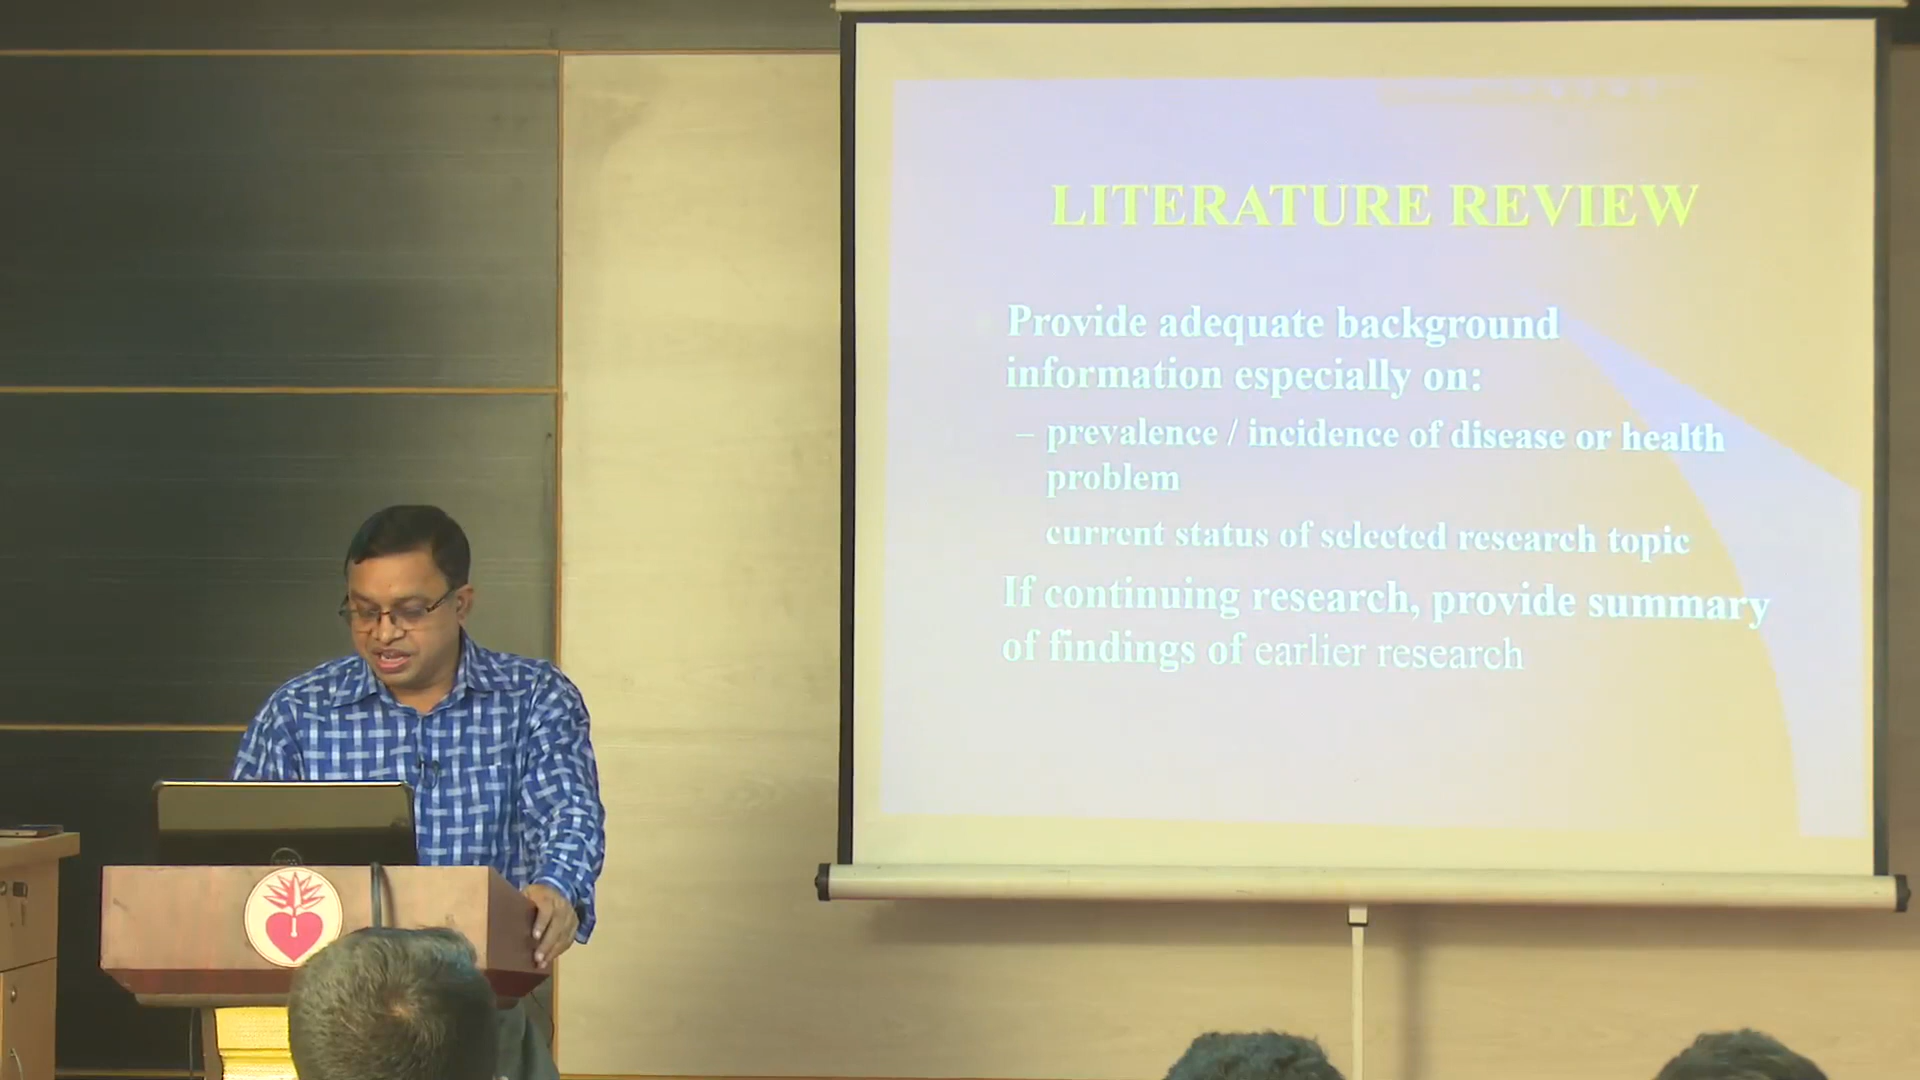 LITERATURE REVIEW
Provide adequate background
information especially on:
– prevalence / incidence of disease or health
problem
current status of selected research topic
If continuing research, provide summary
of findings of earlier research